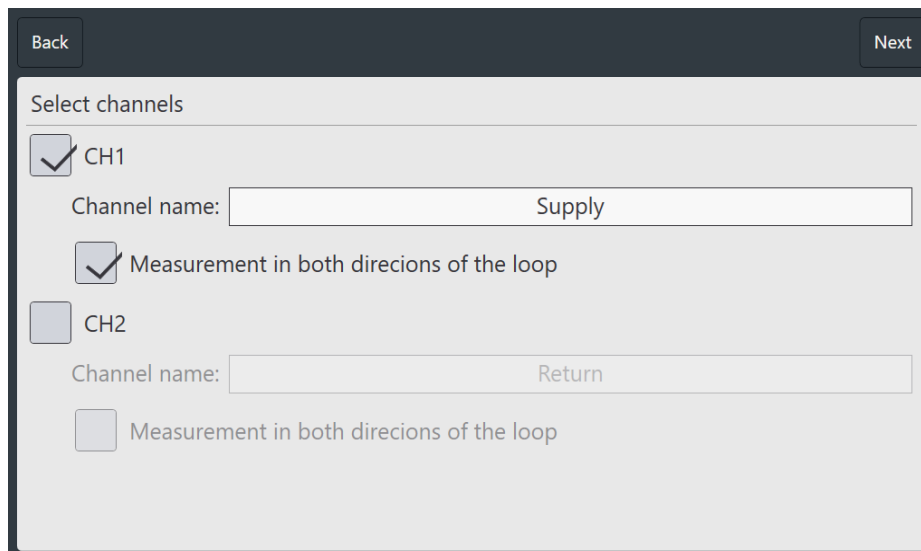 Back
Next
Select channels
CH1
Channel name: Supply
Measurement in both direcions of the loop
CH2
Channel name: Return
Measurement in both direcions of the loop